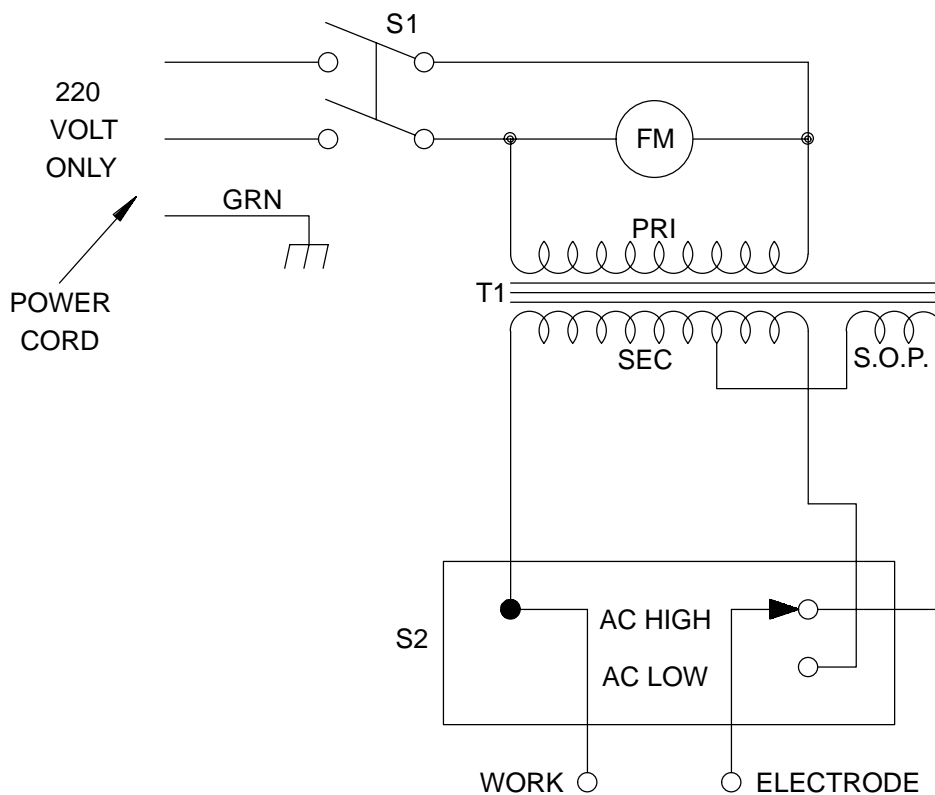 S1
220
VOLT
ONLY
FM
GRN
PRI
POWER
CORD
T1
SEC
S.O.P.
S2
AC HIGH
AC LOW
WORK
ELECTRODE